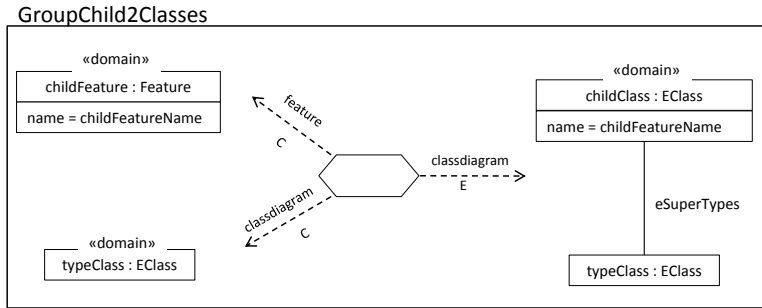 GroupChild2Classes
«domain»
childFeature : Feature
name = childFeatureName
feature
C
classdiagram
C
«domain»
typeClass : EClass
classdiagram
E
«domain»
childClass : EClass
name = childFeatureName
eSuperTypes
typeClass : EClass